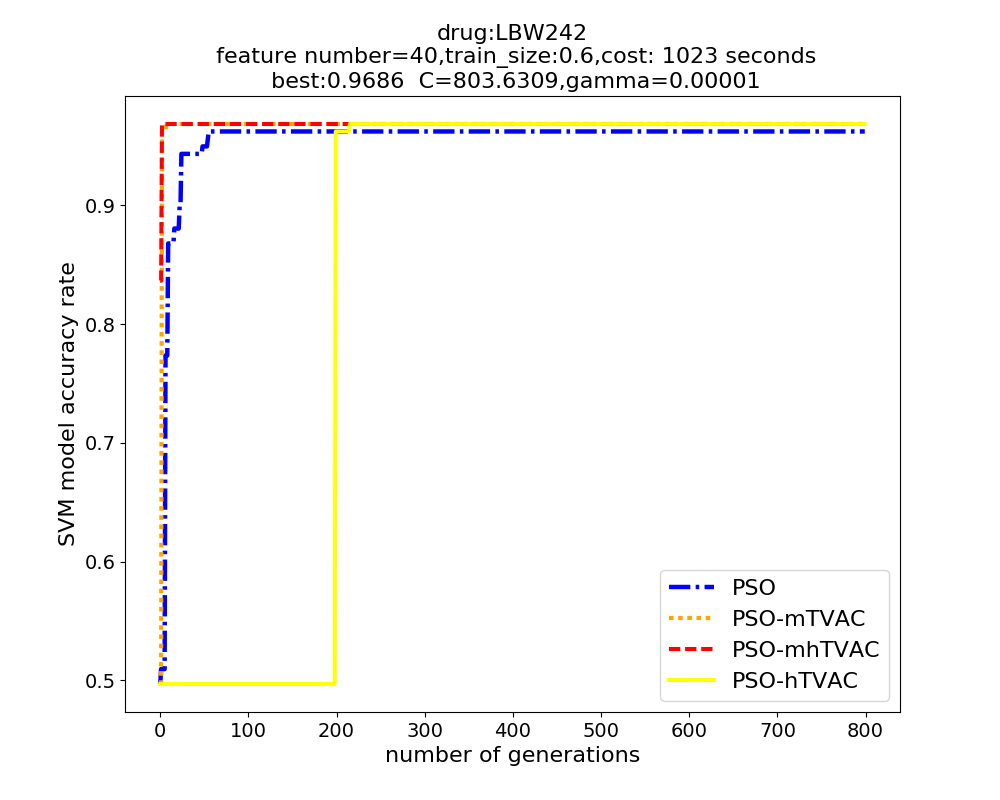 drug:LBW242
feature number=40,train_size:0.6,cost: 1023 seconds
best:0.9686  C=803.6309,gamma=0.00001
SVM model accuracy rate
0.9
0.8
0.7
0.6
0.5
0 100 200 300 400 500 600 700 800
number of generations
PSO
PSO-mTVAC
PSO-mhTVAC
PSO-hTVAC